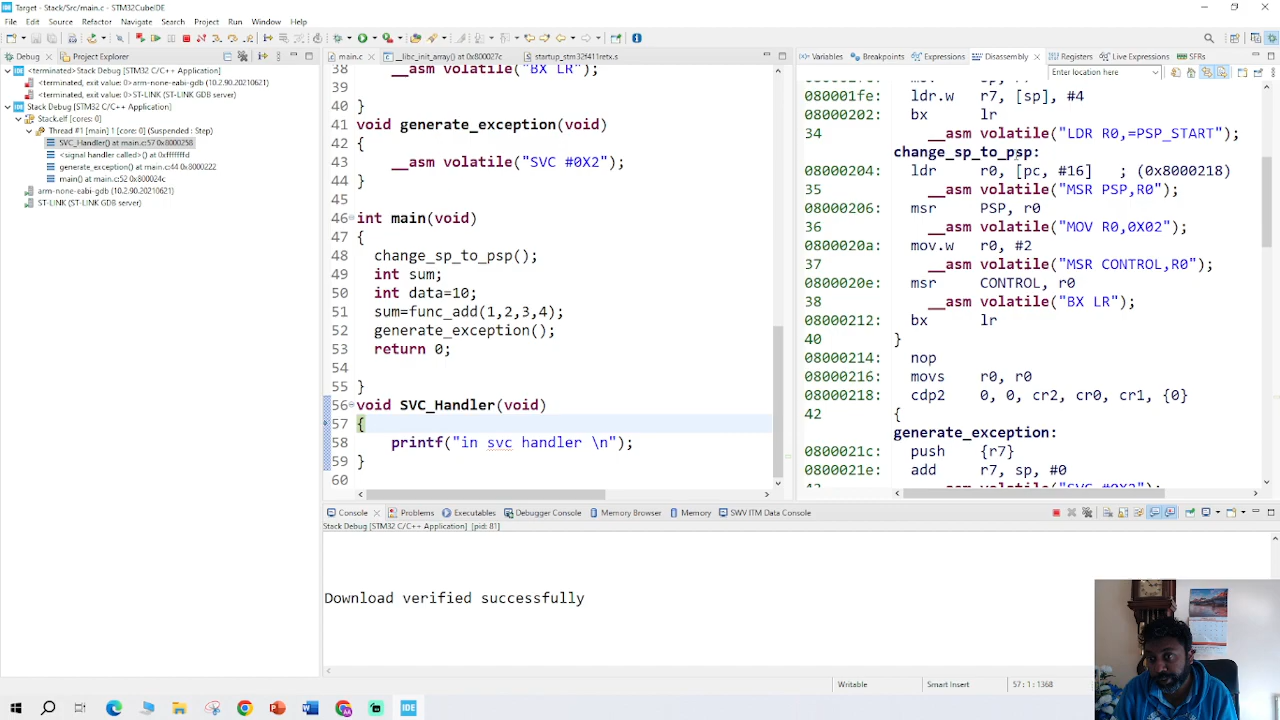 Target - Stack/Src/main.c - STM32CubeIDE
File Edit Source Refactor Navigate Search Project Run Window Help
Debug Project Explorer
<terminated>Stack Debug [STM32 C/C++ Application]
<terminated, exit value: 0>arm-none-eabi-gdb (10.2.90.20210621)
<terminated, exit value: 0>ST-LINK (ST-LINK GDB server)
Stack Debug [STM32 C/C++ Application]
Stack.elf [cores: 0]
Thread #1 [main] 1 [core: 0] (Suspended : Step)
SVC_Handler() at main.c:57 0x8000258
<signal handler called>() at 0xfffffffd
generate_exception() at main.c:44 0x8000222
main() at main.c:52 0x800024c
arm-none-eabi-gdb (10.2.90.20210621)
ST-LINK (ST-LINK GDB server)
main.c __libc_init_array() at 0x800027c startup_stm32f411retx.s
38 __asm volatile("BX LR");
39
40 }
41 void generate_exception(void)
42 {
43 __asm volatile("SVC #0X2");
44 }
45
46 int main(void)
47 {
48 change_sp_to_psp();
49 int sum;
50 int data=10;
51 sum=func_add(1,2,3,4);
52 generate_exception();
53 return 0;
54
55 }
56 void SVC_Handler(void)
57 {
58 printf("in svc handler \n");
59 }
60
Variables Breakpoints Expressions Disassembly Registers Live Expressions SFRs
Enter location here
080001fe: ldr.w r7, [sp], #4
08000202: bx lr
34 __asm volatile("LDR R0,=PSP_START");
change_sp_to_psp:
08000204: ldr r0, [pc, #16] ; (0x8000218)
35 __asm volatile("MSR PSP,R0");
08000206: msr PSP, r0
36 __asm volatile("MOV R0,0X02");
0800020a: mov.w r0, #2
37 __asm volatile("MSR CONTROL,R0");
0800020e: msr CONTROL, r0
38 __asm volatile("BX LR");
08000212: bx lr
40 }
08000214: nop
08000216: movs r0, r0
08000218: cdp2 0, 0, cr2, cr0, cr1, {0}
42 {
generate_exception:
0800021c: push {r7}
0800021e: add r7, sp, #0
43 __asm volatile("SVC #0X2");
Console Problems Executables Debugger Console Memory Browser Memory SWV ITM Data Console
Stack Debug [STM32 C/C++ Application] [pid: 81]
Download verified successfully
Writable Smart Insert 57 : 1 : 1368
IDE